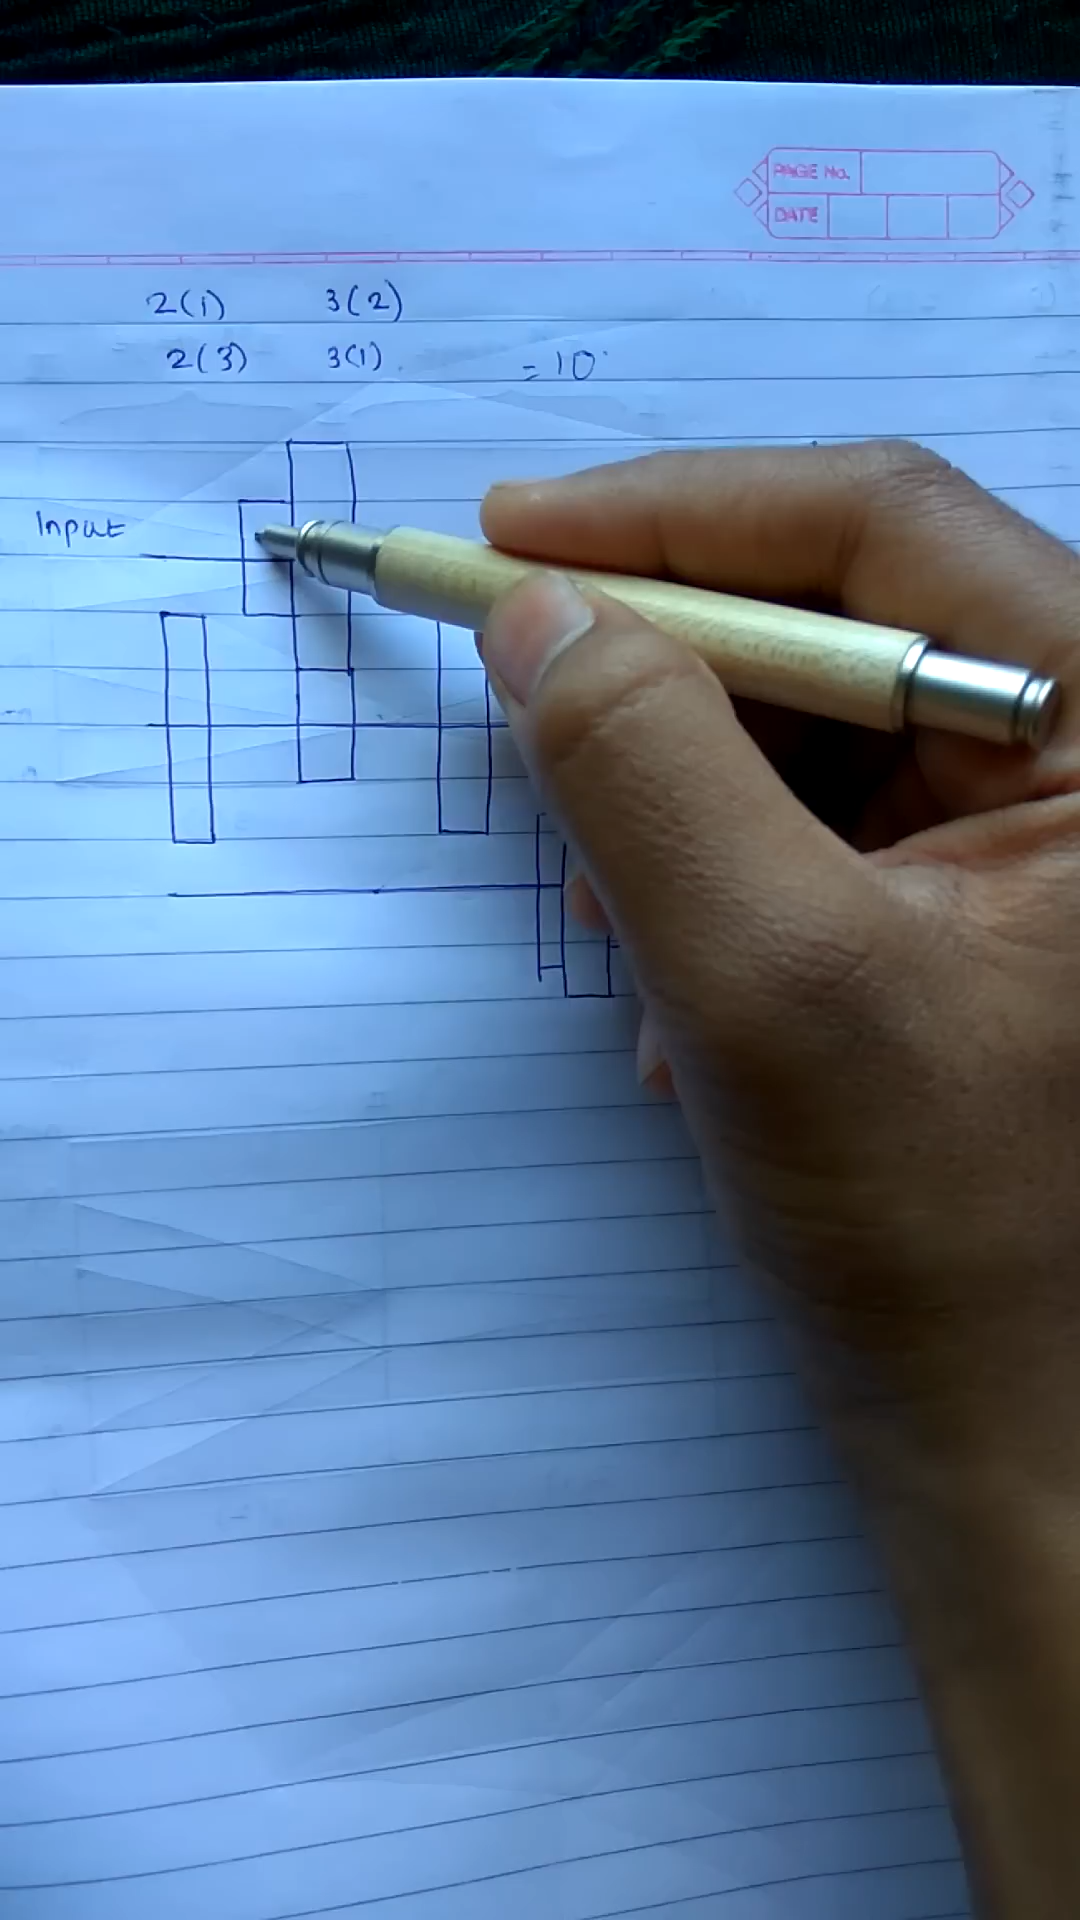 PAGE No.
DATE
2(1) 3(2)
2(3) 3(1) = 10
Input